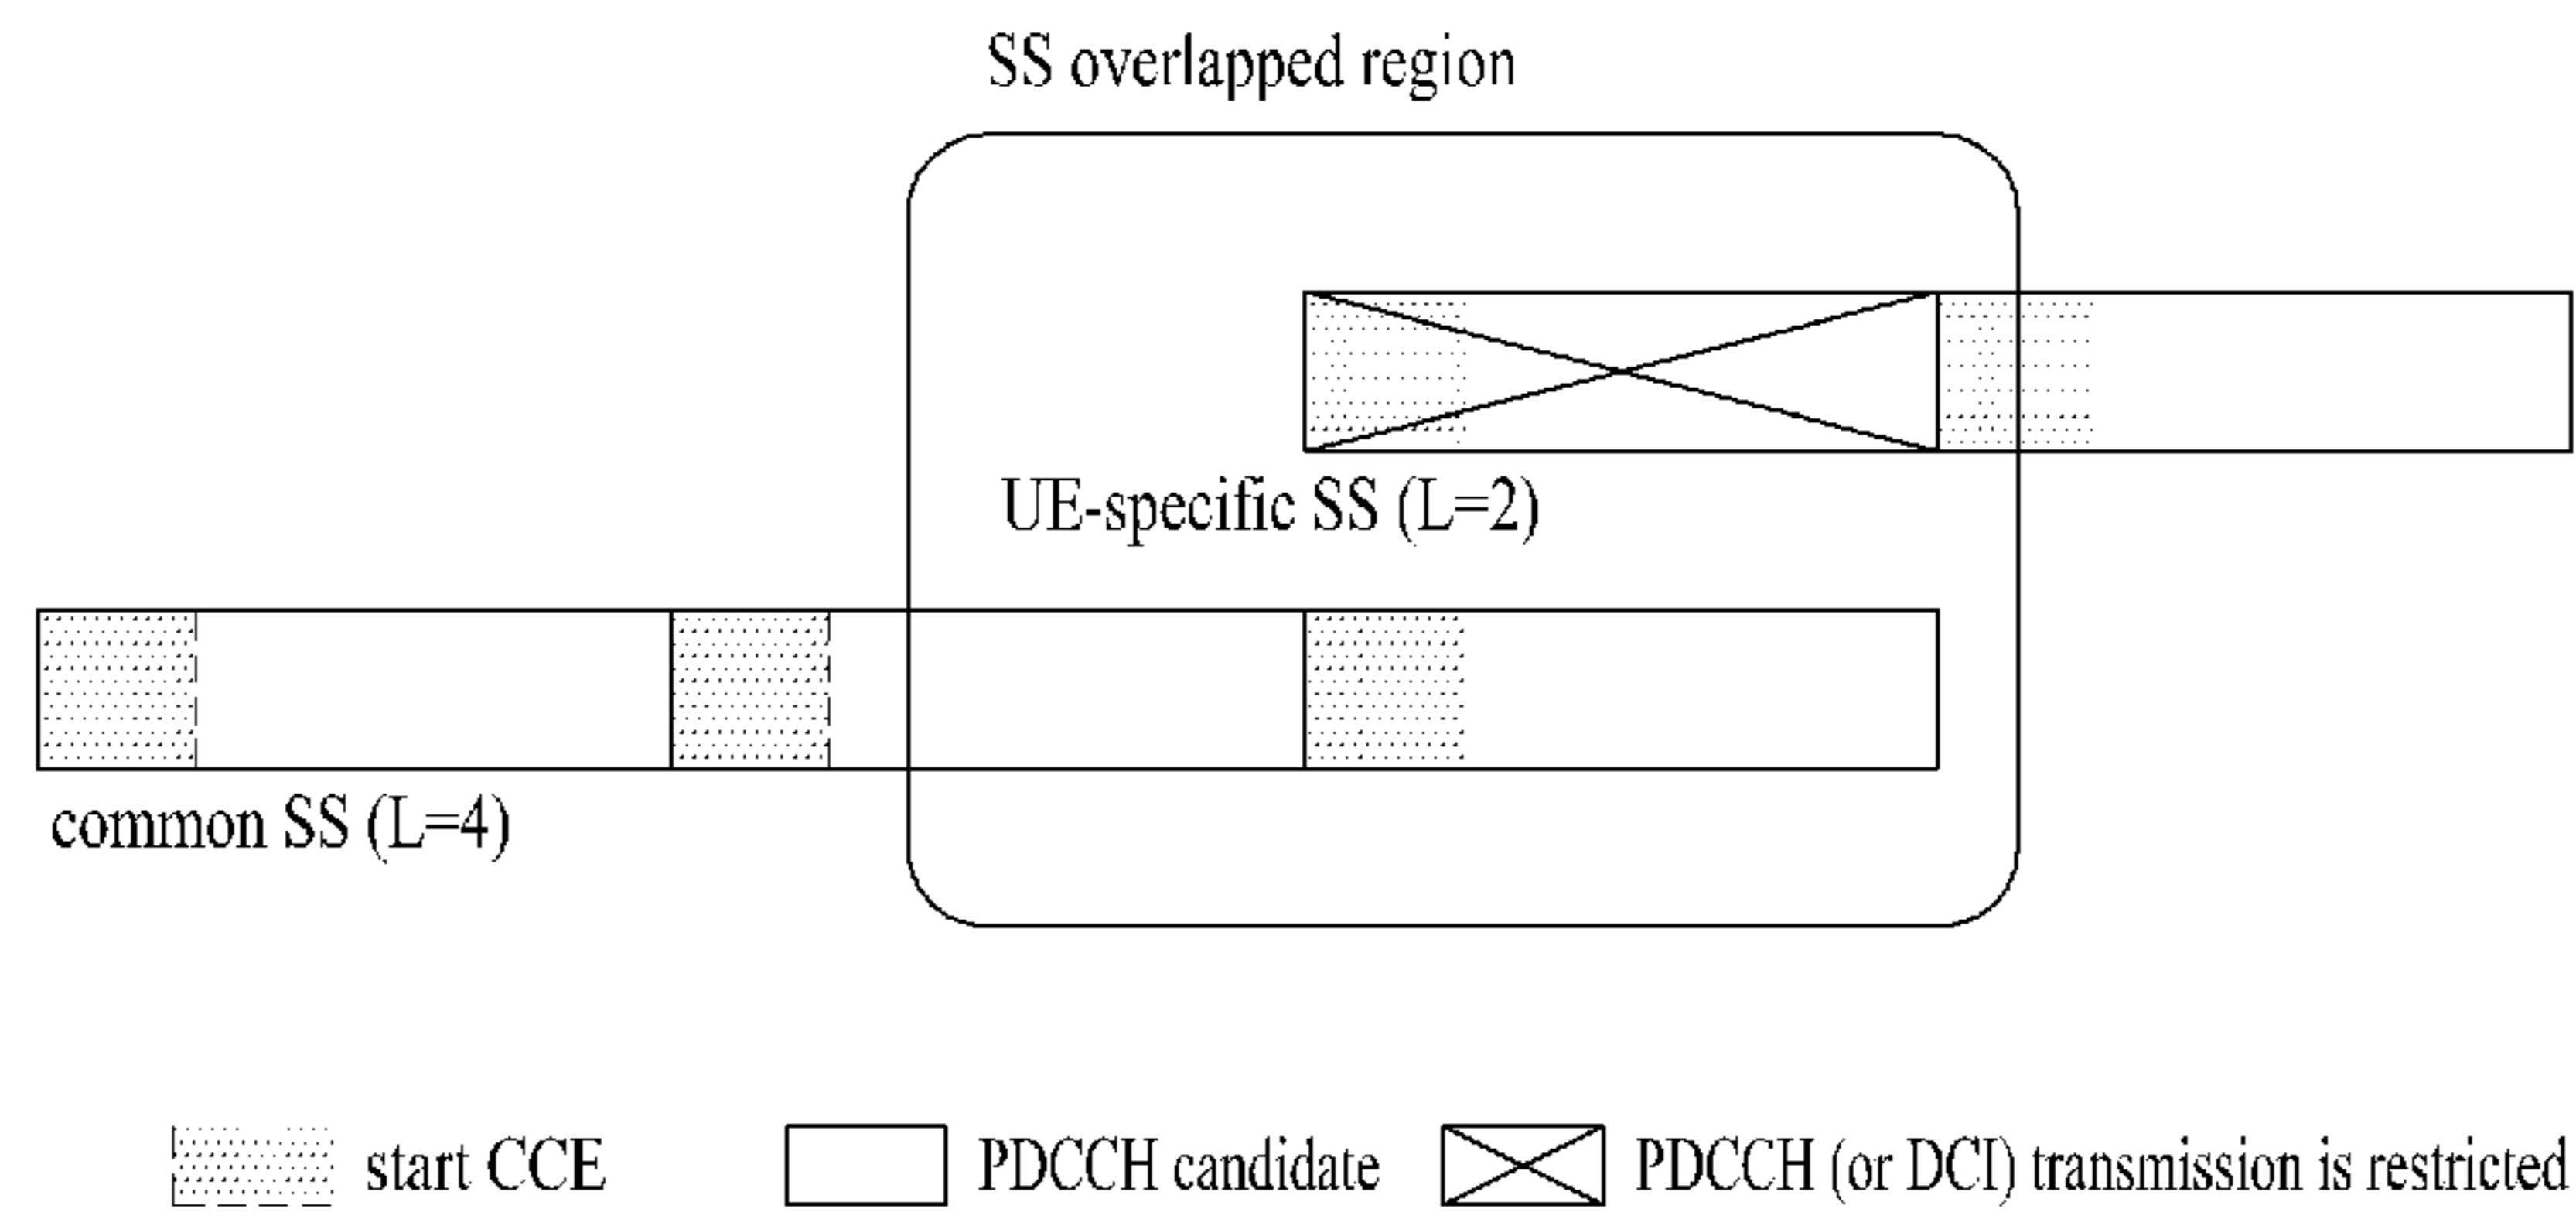 SS overlapped region
UE-specific SS (L=2)
common SS (L=4)
start CCE
PDCCH candidate
PDCCH (or DCI) transmission is restricted